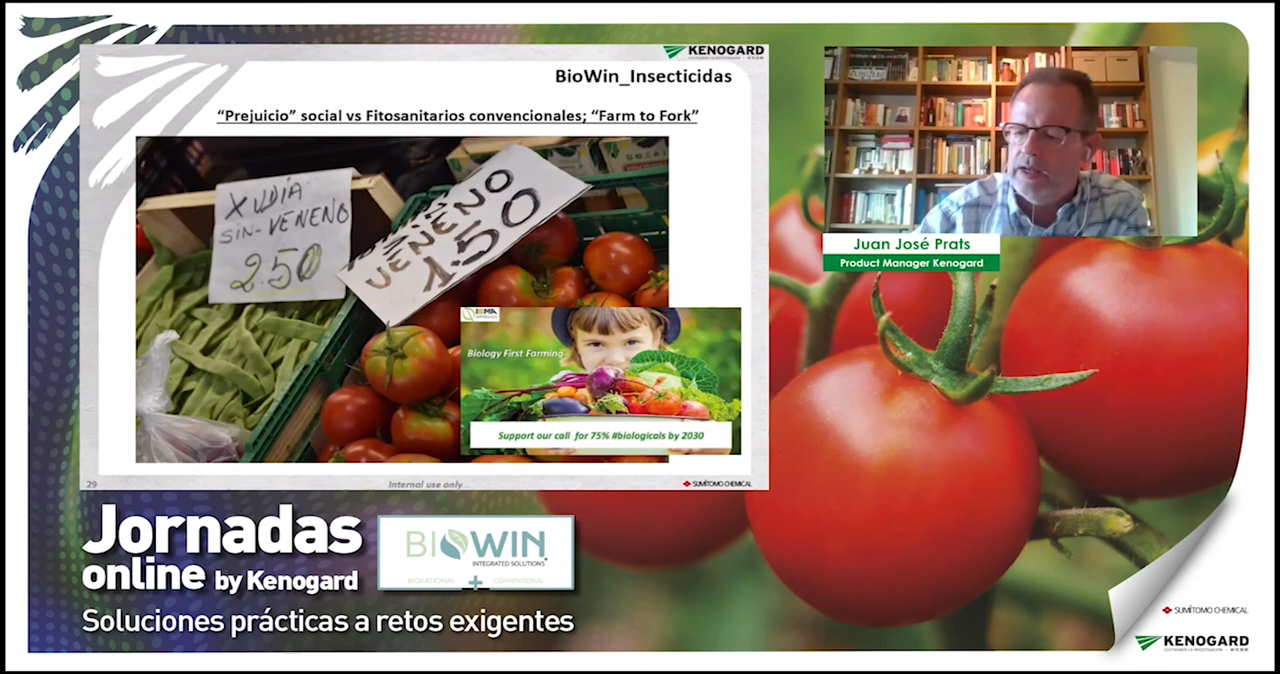 KENOGARD
BioWin_Insecticidas
“Prejuicio” social vs Fitosanitarios convencionales; “Farm to Fork”
XUDÍA
SIN-VENENO
2.50
VENENO
1.50
IBMA
Biology First Farming
Support our call for 75% #biologicals by 2030
29
Internal use only
SUMITOMO CHEMICAL
Juan José Prats
Product Manager Kenogard
Jornadas
online by Kenogard
BIOWIN
INTEGRATED SOLUTIONS
BIORATIONAL + CONVENTIONAL
Soluciones prácticas a retos exigentes
SUMITOMO CHEMICAL
KENOGARD